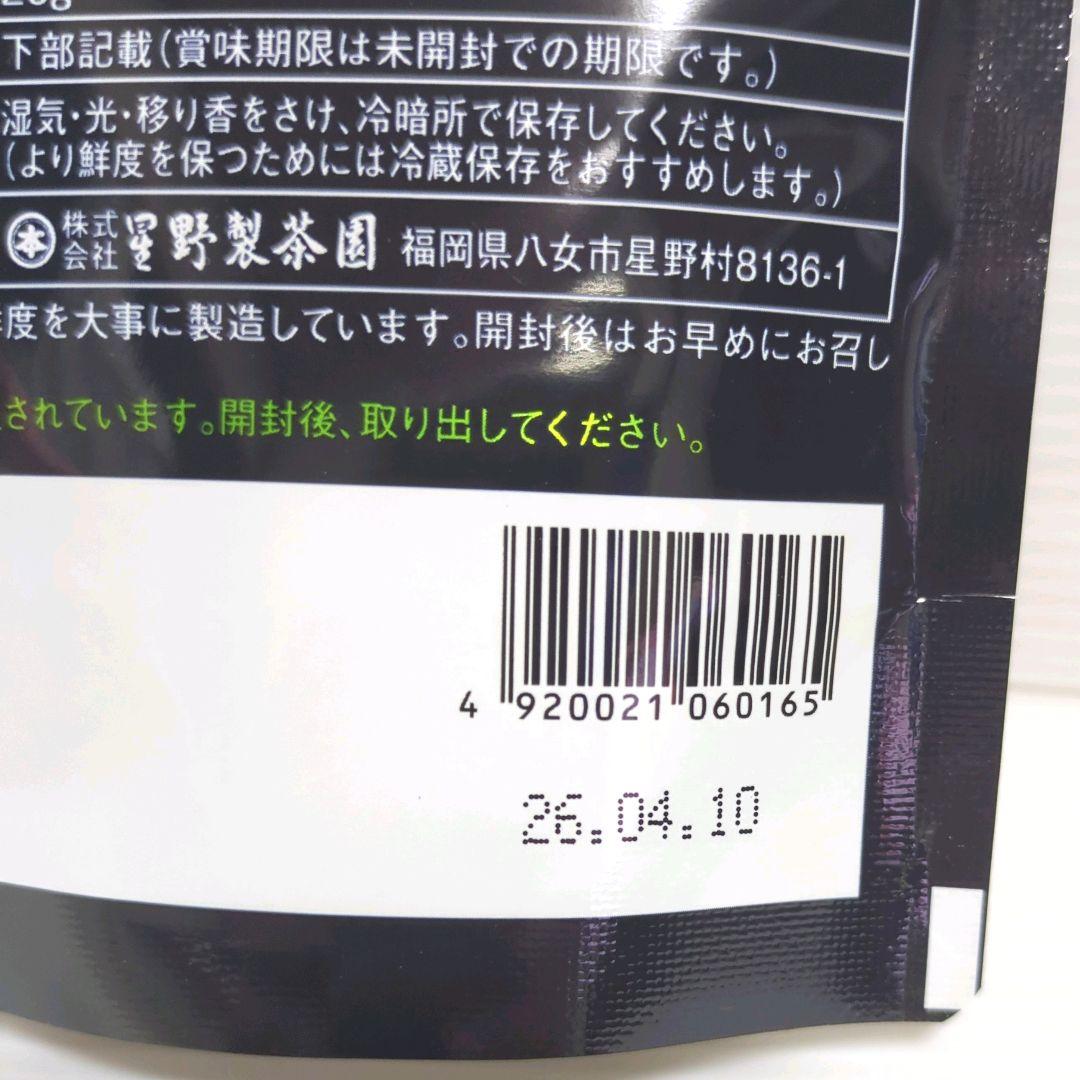 20g
下部記載(賞味期限は未開封での期限です。)
湿気・光・移り香をさけ、冷暗所で保存してください。
(より鮮度を保つためには冷蔵保存をおすすめします。)
本 株式会社 星野製茶園 福岡県八女市星野村8136-1
度を大事に製造しています。開封後はお早めにお召し
されています。開封後、取り出してください。
4 920021 060165
26.04.10